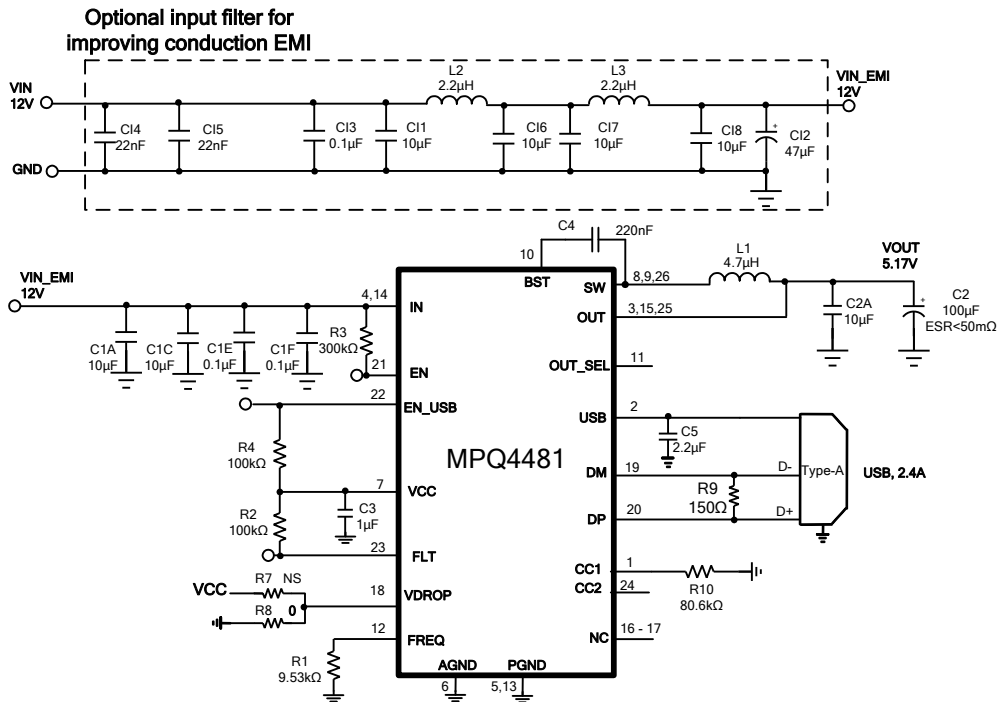 Optional input filter for
improving conduction EMI
VIN
12V
GND
CI4
22nF
CI5
22nF
CI3
0.1µF
CI1
10µF
L2
2.2µH
CI6
10µF
CI7
10µF
L3
2.2µH
CI8
10µF
CI2
47µF
VIN_EMI
12V
C4
220nF
10
BST
VIN_EMI
12V
C1A
10µF
C1C
10µF
C1E
0.1µF
C1F
0.1µF
4,14
IN
R3
300kΩ
21
EN
22
EN_USB
R4
100kΩ
7
VCC
C3
1µF
R2
100kΩ
23
FLT
VCC
R7
NS
R8
0
18
VDROP
12
FREQ
R1
9.53kΩ
AGND
6
PGND
5,13
MPQ4481
SW
8,9,26
L1
4.7µH
VOUT
5.17V
OUT
3,15,25
C2A
10µF
C2
100µF
ESR<50mΩ
OUT_SEL
11
USB
2
C5
2.2µF
DM
19
D-
R9
150Ω
DP
20
D+
Type-A
USB, 2.4A
CC1
1
CC2
24
R10
80.6kΩ
NC
16 - 17